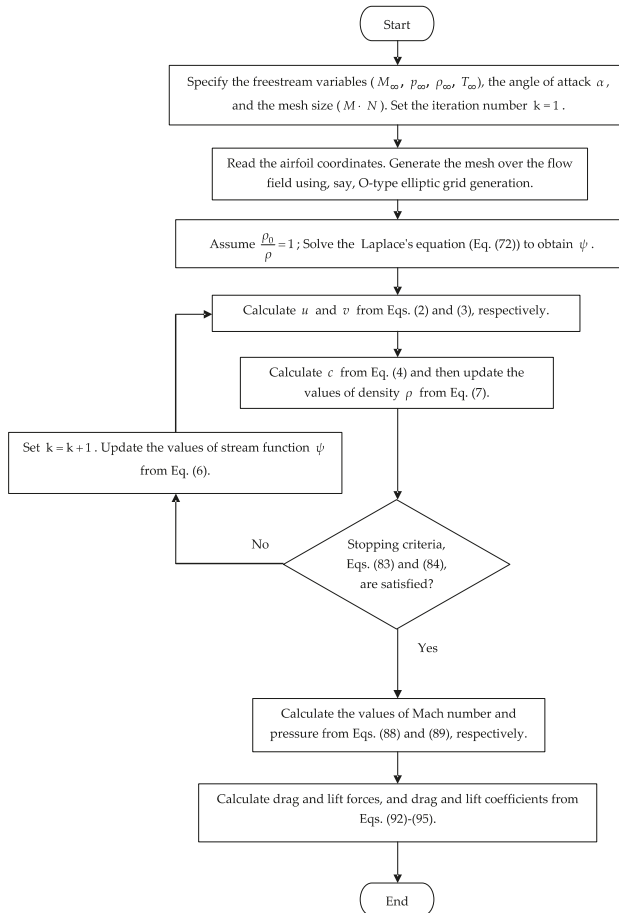 Start
Specify the freestream variables ( M∞, p∞, ρ∞, T∞), the angle of attack α,
and the mesh size ( M· N ). Set the iteration number k = 1 .
Read the airfoil coordinates. Generate the mesh over the flow
field using, say, O-type elliptic grid generation.
Assume ρ0/ρ = 1 ; Solve the Laplace's equation (Eq. (72)) to obtain ψ .
Calculate u and v from Eqs. (2) and (3), respectively.
Calculate c from Eq. (4) and then update the
values of density ρ from Eq. (7).
Set k = k + 1 . Update the values of stream function ψ
from Eq. (6).
No
Stopping criteria,
Eqs. (83) and (84),
are satisfied?
Yes
Calculate the values of Mach number and
pressure from Eqs. (88) and (89), respectively.
Calculate drag and lift forces, and drag and lift coefficients from
Eqs. (92)-(95).
End